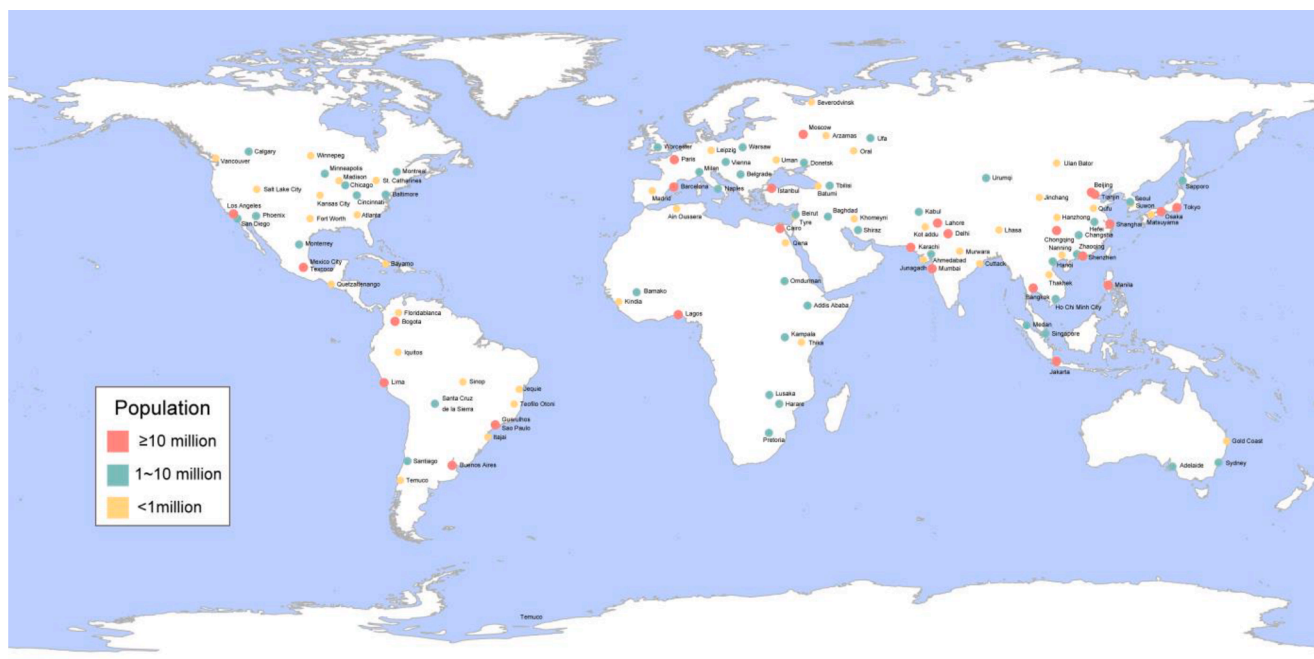 Severodvinsk
Moscow
Arzamas
Ufa
Worcester
Leipzig
Warsaw
Oral
Calgary
Winnepeg
Vancouver
Paris
Milan
Vienna
Uman
Donetsk
Ulan Bator
Minneapolis
Montreal
Madison
St. Catharines
Chicago
Belgrade
Urumqi
Salt Lake City
Kansas City
Cincinnati
Baltimore
Madrid
Barcelona
Naples
Istanbul
Batumi
Tbilisi
Beijing
Tianjin
Sapporo
Jinchang
Seoul
Suwon
Los Angeles
San Diego
Phoenix
Fort Worth
Atlanta
Ain Oussera
Beirut
Tyre
Baghdad
Khomeyni
Kabul
Lahore
Qufu
Tokyo
Osaka
Matsuyama
Hanzhong
Hefei
Shanghai
Monterrey
Cairo
Qena
Shiraz
Kot addu
Delhi
Lhasa
Chongqing
Changsha
Nanning
Zhaoqing
Karachi
Murwara
Shenzhen
Mexico City
Texcoco
Bayamo
Junagadh
Ahmedabad
Mumbai
Cuttack
Hanoi
Thakhek
Quetzaltenango
Bamako
Omdurman
Bangkok
Manila
Kindia
Addis Ababa
Ho Chi Minh City
Floridablanca
Bogota
Lagos
Medan
Singapore
Kampala
Thika
Iquitos
Jakarta
Lima
Sinop
Jequie
Santa Cruz
de la Sierra
Teofilo Otoni
Lusaka
Harare
Population
≥10 million
1~10 million
<1million
Guarulhos
Sao Paulo
Itajai
Pretoria
Gold Coast
Santiago
Buenos Aires
Adelaide
Sydney
Temuco
Temuco